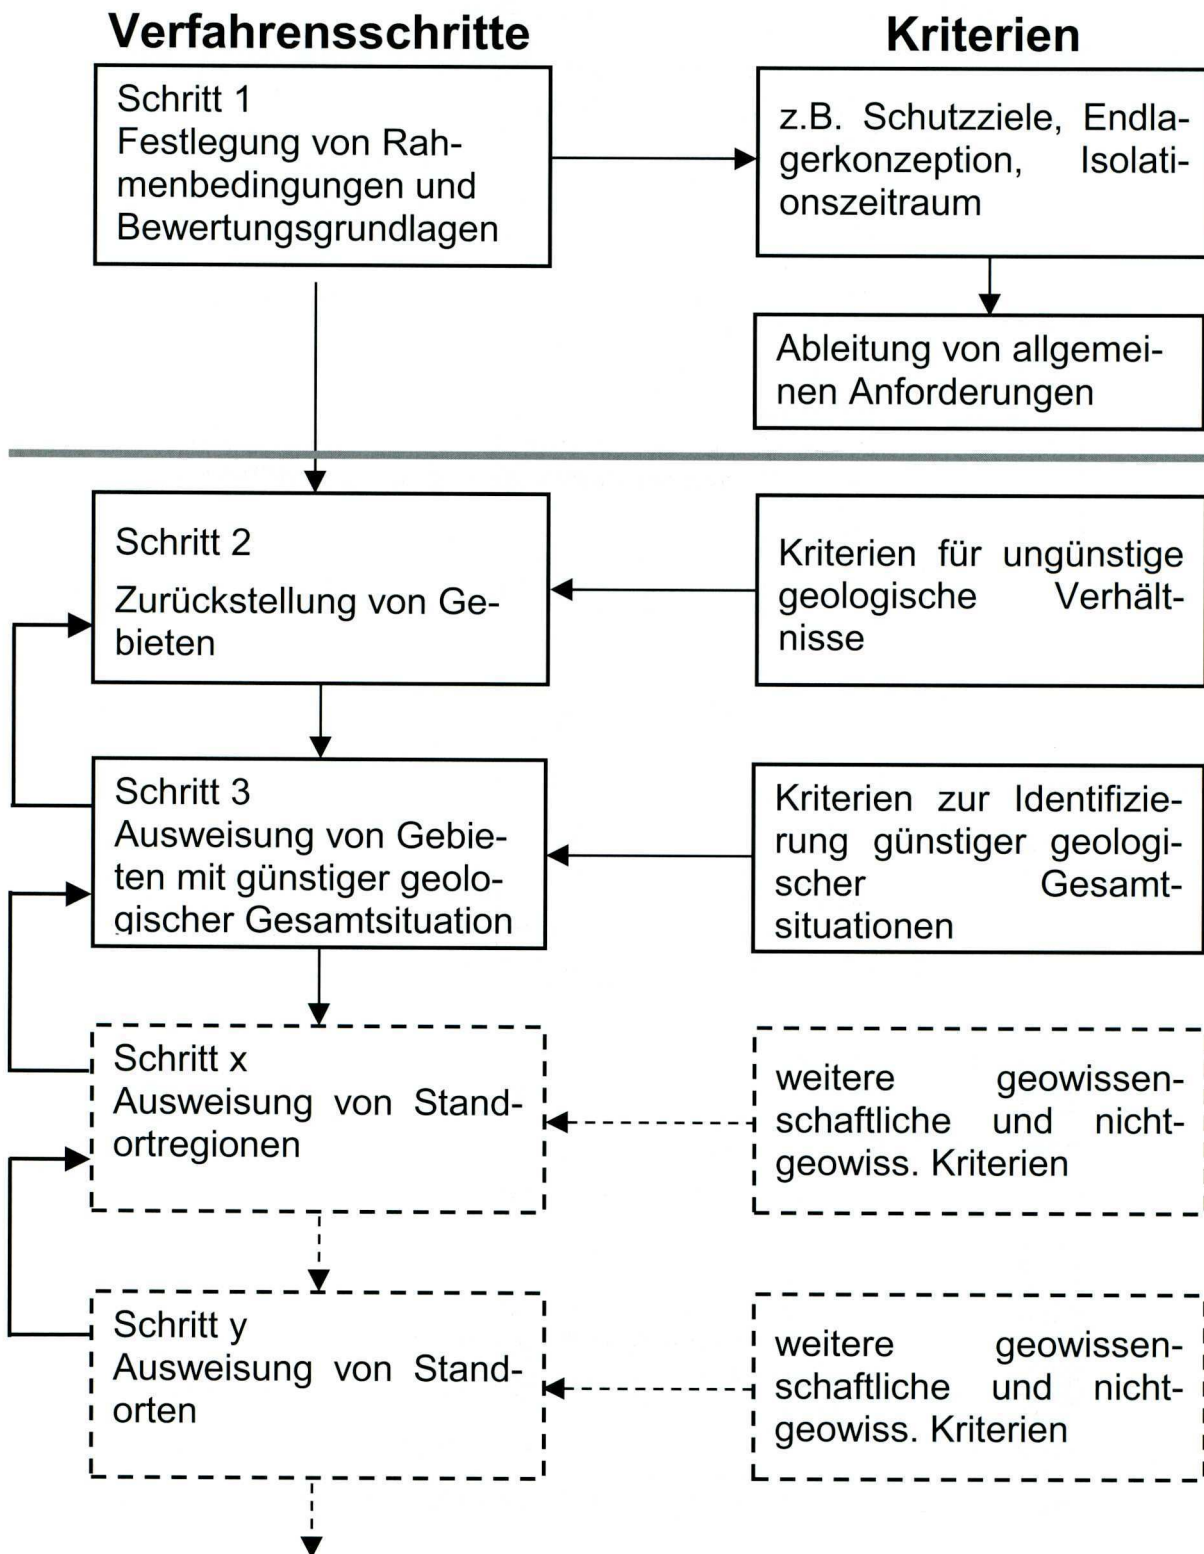 Verfahrensschritte
Kriterien
Schritt 1
Festlegung von Rah-
menbedingungen und
Bewertungsgrundlagen
z.B. Schutzziele, Endla-
gerkonzeption, Isolati-
onszeitraum
Ableitung von allgemei-
nen Anforderungen
Schritt 2
Zurückstellung von Ge-
bieten
Kriterien für ungünstige
geologische Verhält-
nisse
Schritt 3
Ausweisung von Gebie-
ten mit günstiger geolo-
gischer Gesamtsituation
Kriterien zur Identifizie-
rung günstiger geologi-
scher Gesamt-
situationen
Schritt x
Ausweisung von Stand-
ortregionen
weitere geowissen-
schaftliche und nicht-
geowiss. Kriterien
Schritt y
Ausweisung von Stand-
orten
weitere geowissen-
schaftliche und nicht-
geowiss. Kriterien